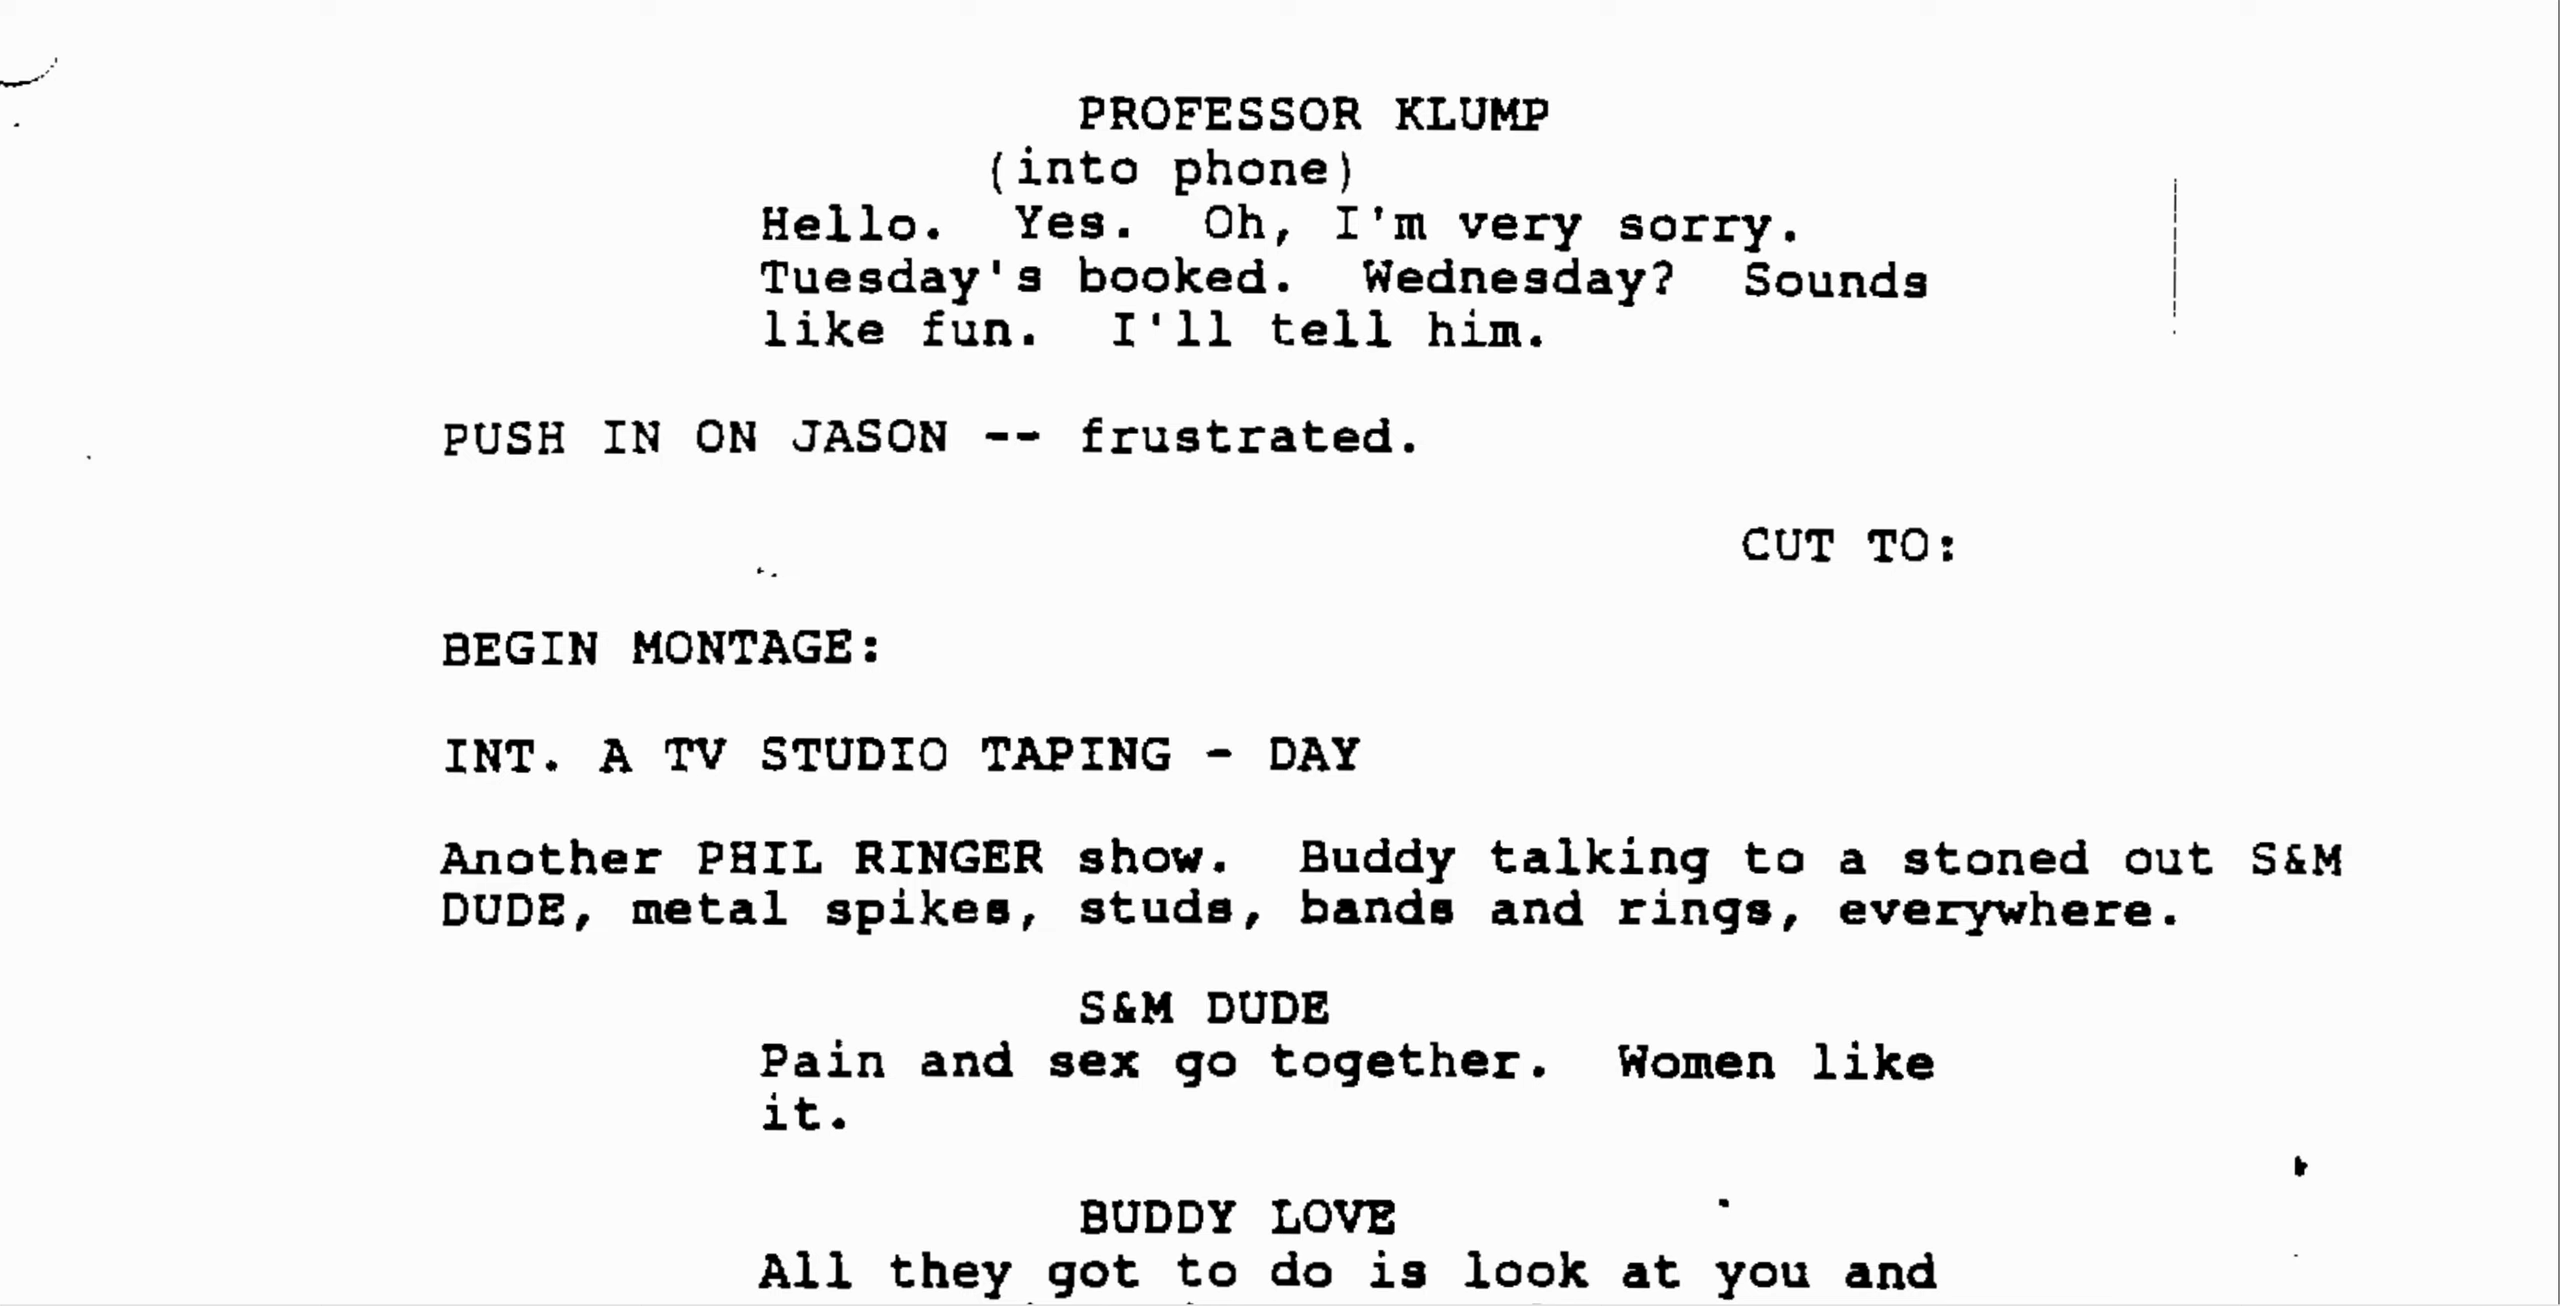 PROFESSOR KLUMP
(into phone)
Hello. Yes. Oh, I'm very sorry.
Tuesday's booked. Wednesday? Sounds
like fun. I'll tell him.
PUSH IN ON JASON -- frustrated.
CUT TO:
BEGIN MONTAGE:
INT. A TV STUDIO TAPING - DAY
Another PHIL RINGER show. Buddy talking to a stoned out S&M
DUDE, metal spikes, studs, bands and rings, everywhere.
S&M DUDE
Pain and sex go together. Women like
it.
BUDDY LOVE
All they got to do is look at you and